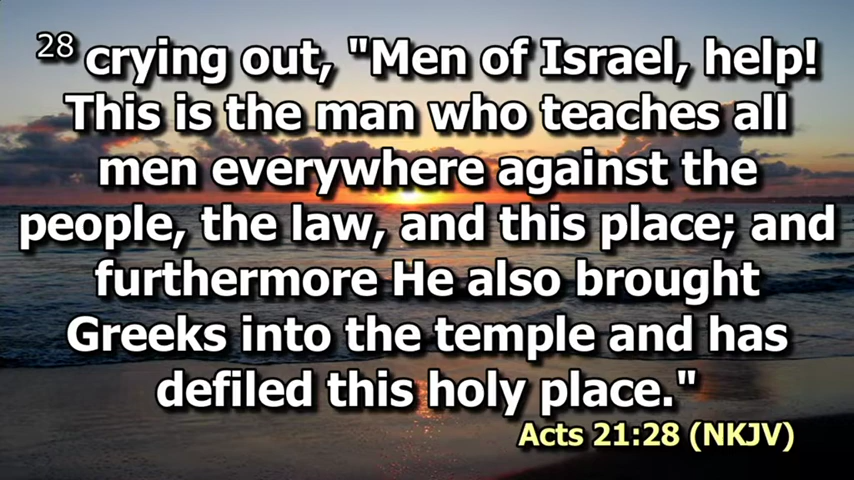 28 crying out, "Men of Israel, help!
This is the man who teaches all
men everywhere against the
people, the law, and this place; and
furthermore He also brought
Greeks into the temple and has
defiled this holy place."
Acts 21:28 (NKJV)